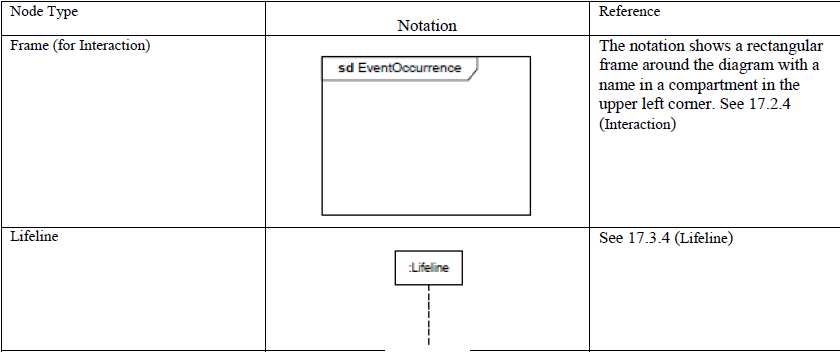 Node Type
Notation
Reference
Frame (for Interaction)
sd EventOccurrence
The notation shows a rectangular
frame around the diagram with a
name in a compartment in the
upper left corner. See 17.2.4
(Interaction)
Lifeline
:Lifeline
See 17.3.4 (Lifeline)